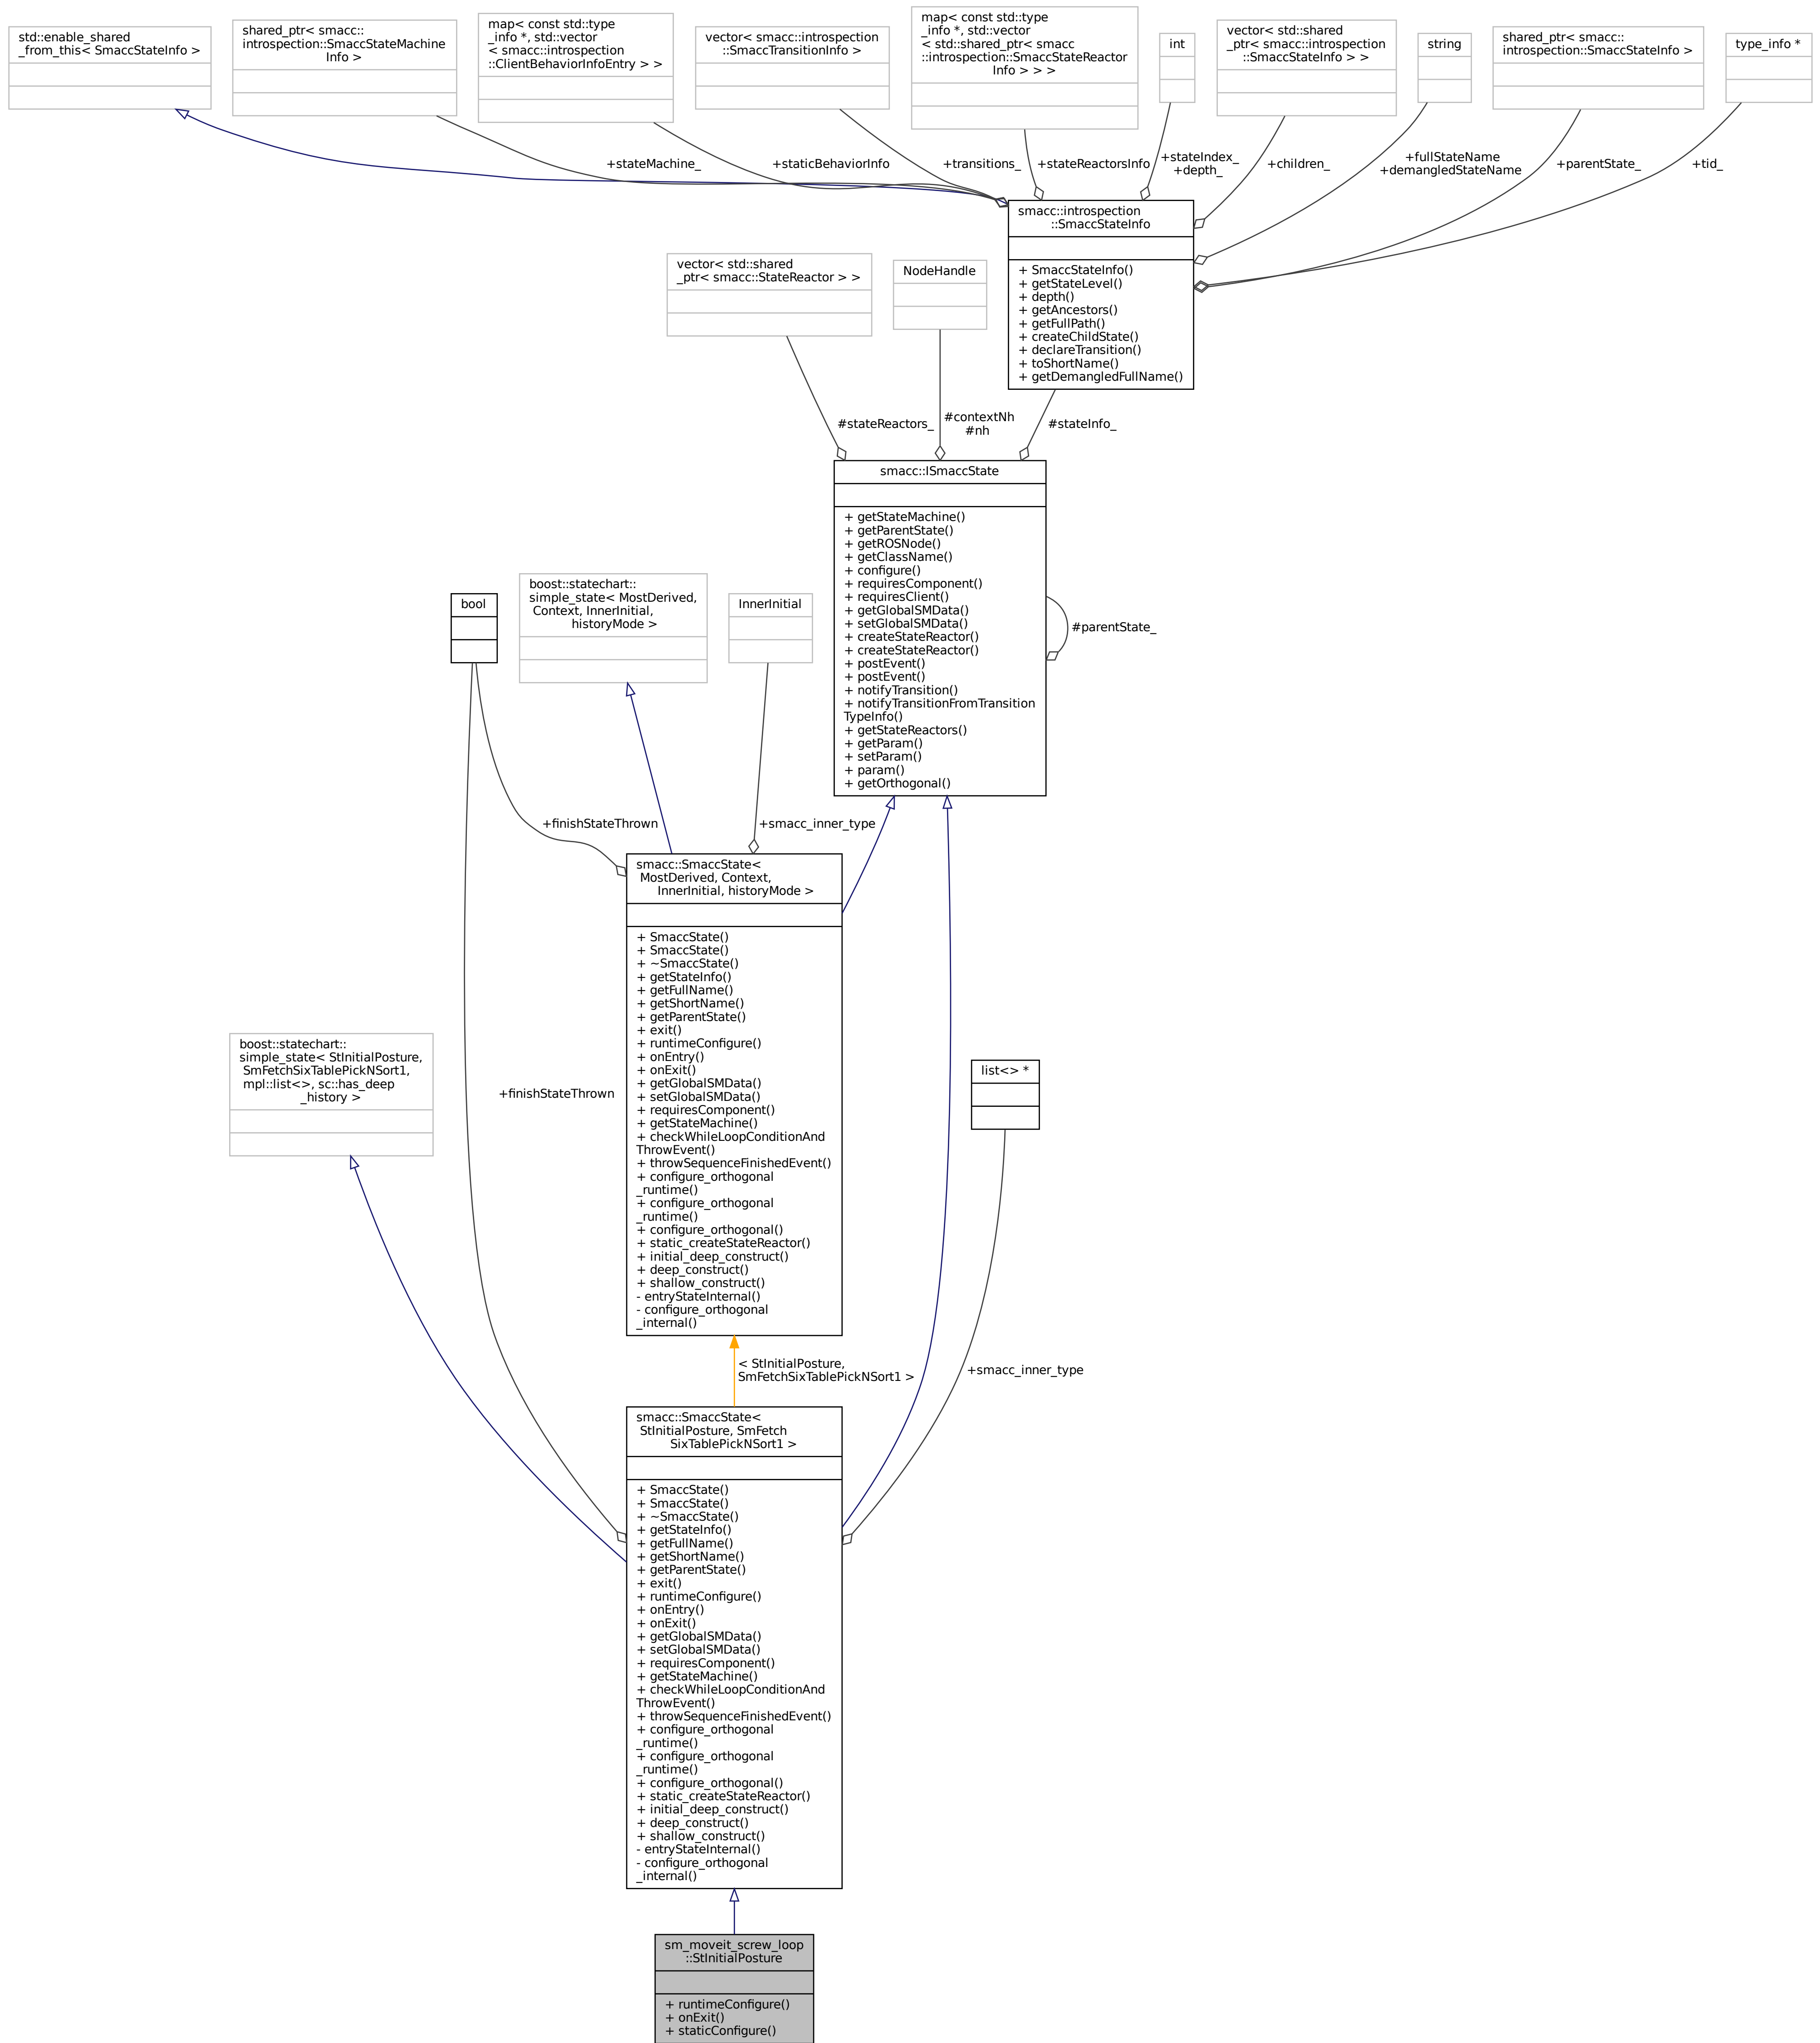 std::enable_shared
_from_this< SmaccStateInfo >
shared_ptr< smacc::
introspection::SmaccStateMachine
Info >
map< const std::type
_info *, std::vector
< smacc::introspection
::ClientBehaviorInfoEntry > >
vector< smacc::introspection
::SmaccTransitionInfo >
map< const std::type
_info *, std::vector
< std::shared_ptr< smacc
::introspection::SmaccStateReactor
Info > > >
int
vector< std::shared
_ptr< smacc::introspection
::SmaccStateInfo > >
string
shared_ptr< smacc::
introspection::SmaccStateInfo >
type_info *
+stateMachine_
+staticBehaviorInfo
+transitions_
+stateReactorsInfo
+stateIndex_
+depth_
+children_
+fullStateName
+demangledStateName
+parentState_
+tid_
smacc::introspection
::SmaccStateInfo
+ SmaccStateInfo()
+ getStateLevel()
+ depth()
+ getAncestors()
+ getFullPath()
+ createChildState()
+ declareTransition()
+ toShortName()
+ getDemangledFullName()
vector< std::shared
_ptr< smacc::StateReactor > >
NodeHandle
#stateReactors_
#contextNh
#nh
#stateInfo_
smacc::ISmaccState
+ getStateMachine()
+ getParentState()
+ getROSNode()
+ getClassName()
+ configure()
+ requiresComponent()
+ requiresClient()
+ getGlobalSMData()
+ setGlobalSMData()
+ createStateReactor()
+ createStateReactor()
+ postEvent()
+ postEvent()
+ notifyTransition()
+ notifyTransitionFromTransition
TypeInfo()
+ getStateReactors()
+ getParam()
+ setParam()
+ param()
+ getOrthogonal()
#parentState_
bool
boost::statechart::
simple_state< MostDerived,
Context, InnerInitial,
historyMode >
InnerInitial
+finishStateThrown
+smacc_inner_type
smacc::SmaccState<
MostDerived, Context,
InnerInitial, historyMode >
+ SmaccState()
+ SmaccState()
+ ~SmaccState()
+ getStateInfo()
+ getFullName()
+ getShortName()
+ getParentState()
+ exit()
+ runtimeConfigure()
+ onEntry()
+ onExit()
+ getGlobalSMData()
+ setGlobalSMData()
+ requiresComponent()
+ getStateMachine()
+ checkWhileLoopConditionAnd
ThrowEvent()
+ throwSequenceFinishedEvent()
+ configure_orthogonal
_runtime()
+ configure_orthogonal
_runtime()
+ configure_orthogonal()
+ static_createStateReactor()
+ initial_deep_construct()
+ deep_construct()
+ shallow_construct()
- entryStateInternal()
- configure_orthogonal
_internal()
boost::statechart::
simple_state< StInitialPosture,
SmFetchSixTablePickNSort1,
mpl::list<>, sc::has_deep
_history >
+finishStateThrown
list<> *
< StInitialPosture,
SmFetchSixTablePickNSort1 >
+smacc_inner_type
smacc::SmaccState<
StInitialPosture, SmFetch
SixTablePickNSort1 >
+ SmaccState()
+ SmaccState()
+ ~SmaccState()
+ getStateInfo()
+ getFullName()
+ getShortName()
+ getParentState()
+ exit()
+ runtimeConfigure()
+ onEntry()
+ onExit()
+ getGlobalSMData()
+ setGlobalSMData()
+ requiresComponent()
+ getStateMachine()
+ checkWhileLoopConditionAnd
ThrowEvent()
+ throwSequenceFinishedEvent()
+ configure_orthogonal
_runtime()
+ configure_orthogonal
_runtime()
+ configure_orthogonal()
+ static_createStateReactor()
+ initial_deep_construct()
+ deep_construct()
+ shallow_construct()
- entryStateInternal()
- configure_orthogonal
_internal()
sm_moveit_screw_loop
::StInitialPosture
+ runtimeConfigure()
+ onExit()
+ staticConfigure()